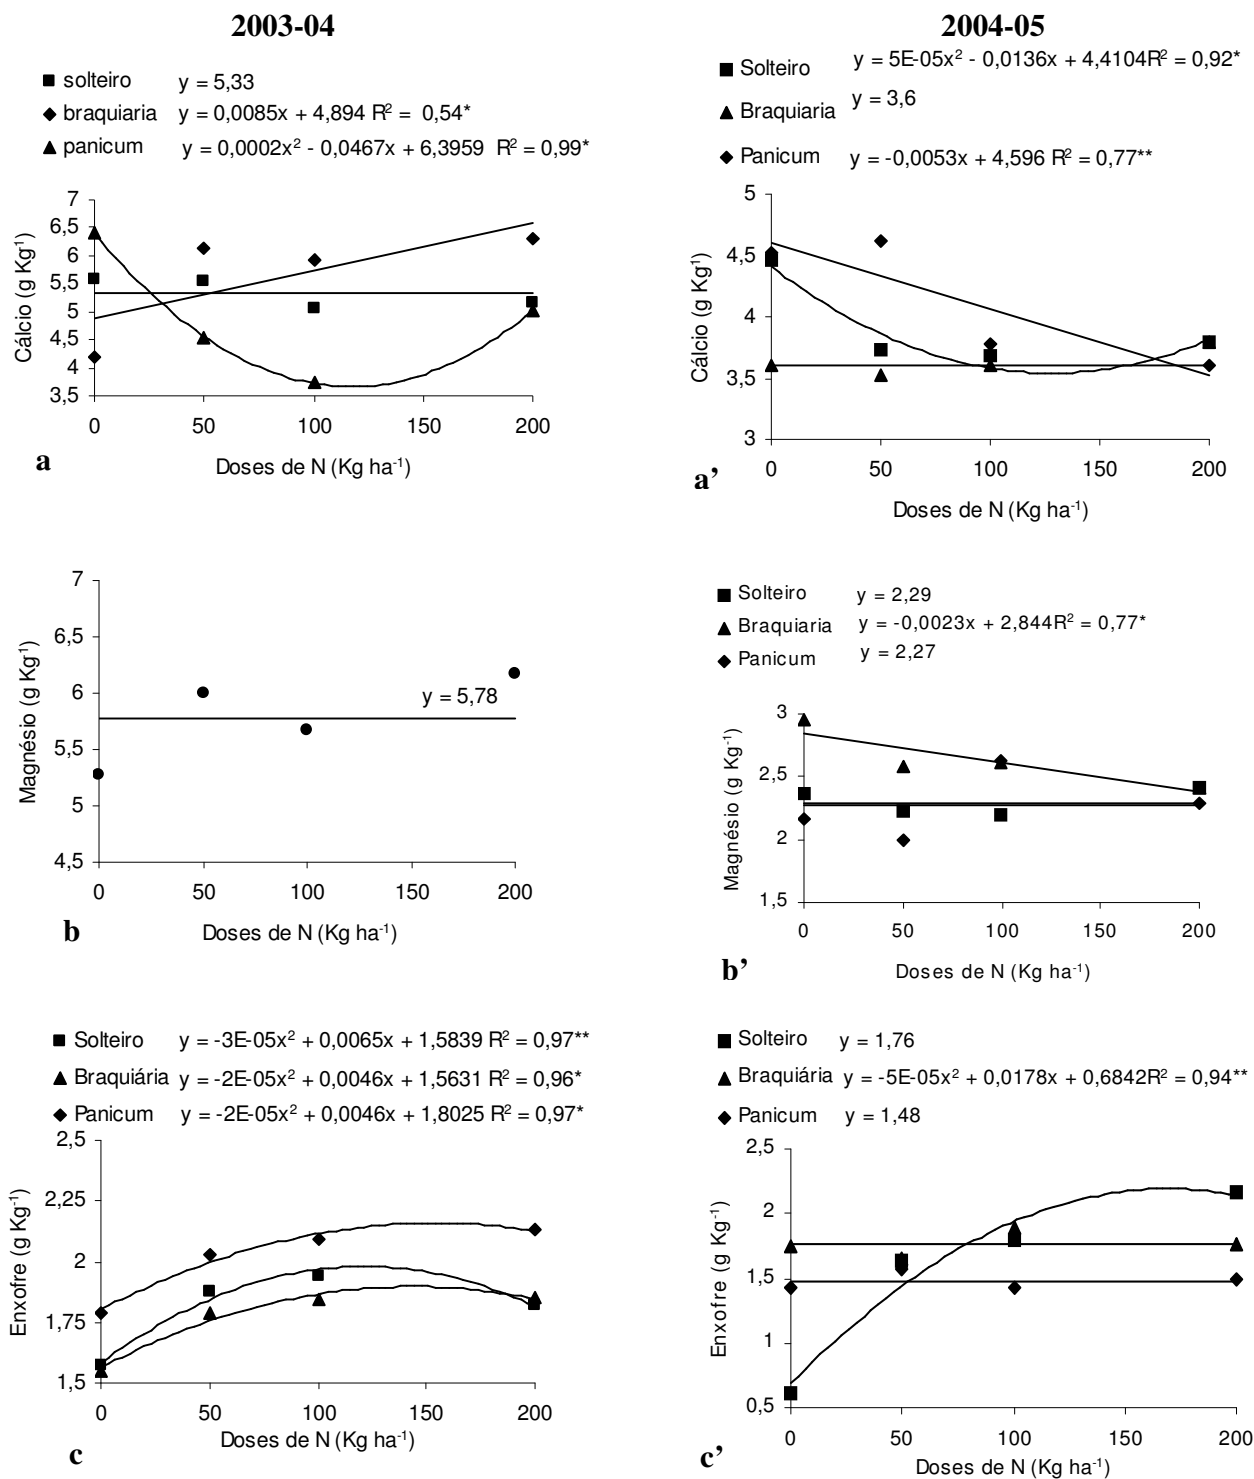 2003-04
2004-05
solteiro y = 5,33
braquiaria y = 0,0085x + 4,894 R² = 0,54*
panicum y = 0,0002x² - 0,0467x + 6,3959 R² = 0,99*
7
6,5
6
5,5
5
4,5
4
3,5
Cálcio (g Kg⁻¹)
0 50 100 150 200
Doses de N (Kg ha⁻¹)
a
Solteiro y = 5E-05x² - 0,0136x + 4,4104R² = 0,92*
Braquiaria y = 3,6
Panicum y = -0,0053x + 4,596 R² = 0,77**
5
4,5
4
3,5
3
Cálcio (g Kg¹)
0 50 100 150 200
Doses de N (Kg ha⁻¹)
a’
7
6,5
6
5,5
5
4,5
Magnésio (g Kg⁻¹)
y = 5,78
0 50 100 150 200
Doses de N (Kg ha⁻¹)
b
Solteiro y = 2,29
Braquiaria y = -0,0023x + 2,844R² = 0,77*
Panicum y = 2,27
3
2,5
2
1,5
Magnésio (g Kg⁻¹)
0 50 100 150 200
Doses de N (Kg ha⁻¹)
b’
Solteiro y = -3E-05x² + 0,0065x + 1,5839 R² = 0,97**
Braquiária y = -2E-05x² + 0,0046x + 1,5631 R² = 0,96*
Panicum y = -2E-05x² + 0,0046x + 1,8025 R² = 0,97*
2,5
2,25
2
1,75
1,5
Enxofre (g Kg⁻¹)
0 50 100 150 200
Doses de N (Kg ha⁻¹)
c
Solteiro y = 1,76
Braquiária y = -5E-05x² + 0,0178x + 0,6842R² = 0,94**
Panicum y = 1,48
2,5
2
1,5
1
0,5
Enxofre (g Kg⁻¹)
0 50 100 150 200
Doses de N (Kg ha⁻¹)
c’